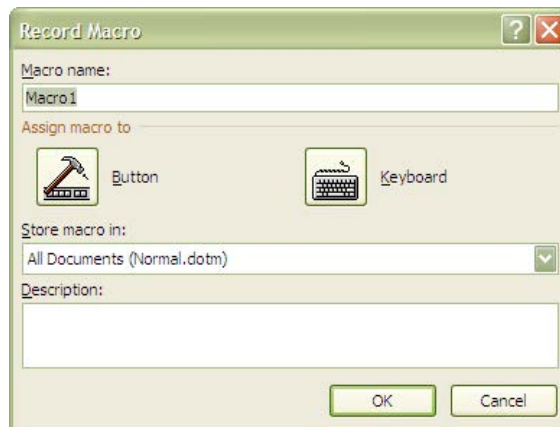 Record Macro
Macro name:
Macro1
Assign macro to
Button
Keyboard
Store macro in:
All Documents (Normal.dotm)
Description:
OK
Cancel